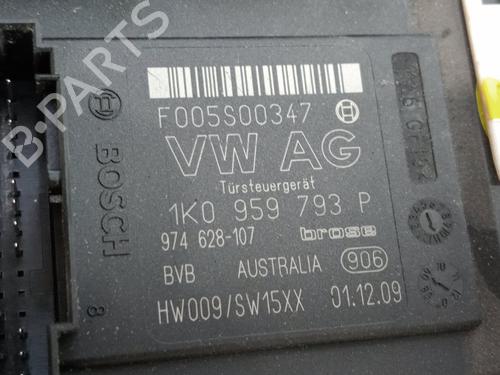 B-PARTS
F005S00347
VW AG
Türsteuergerät
1K0 959 793 P
974 628-107 brose
BVB AUSTRALIA 906
HW009/SW15XX 01.12.09
BOSCH
8